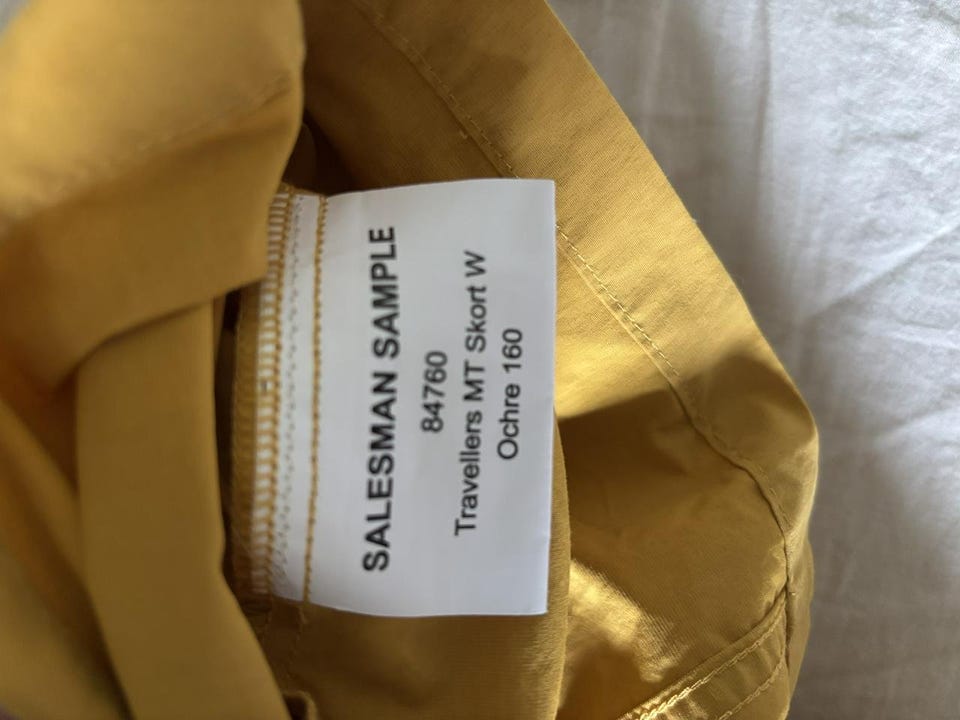 SALESMAN SAMPLE
84760
Travellers MT Skort W
Ochre 160